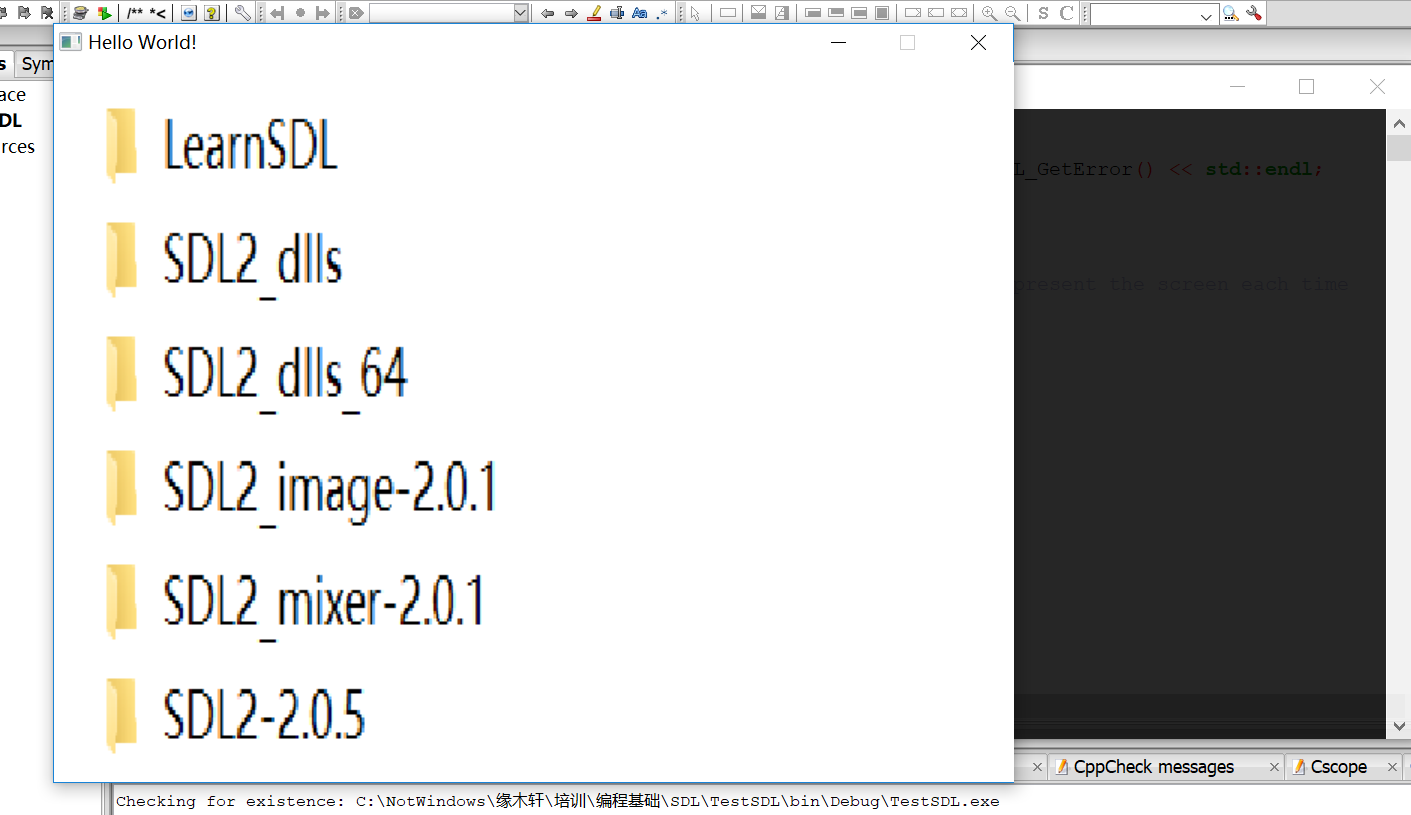 /** *<
S C
Hello World!
s Sym
ace
DL
rces
LearnSDL
SDL2_dlls
SDL2_dlls_64
SDL2_image-2.0.1
SDL2_mixer-2.0.1
SDL2-2.0.5
L_GetError() << std::endl;
present the screen each time
CppCheck messages
Cscope
Checking for existence: C:\NotWindows\缘木轩\培训\编程基础\SDL\TestSDL\bin\Debug\TestSDL.exe